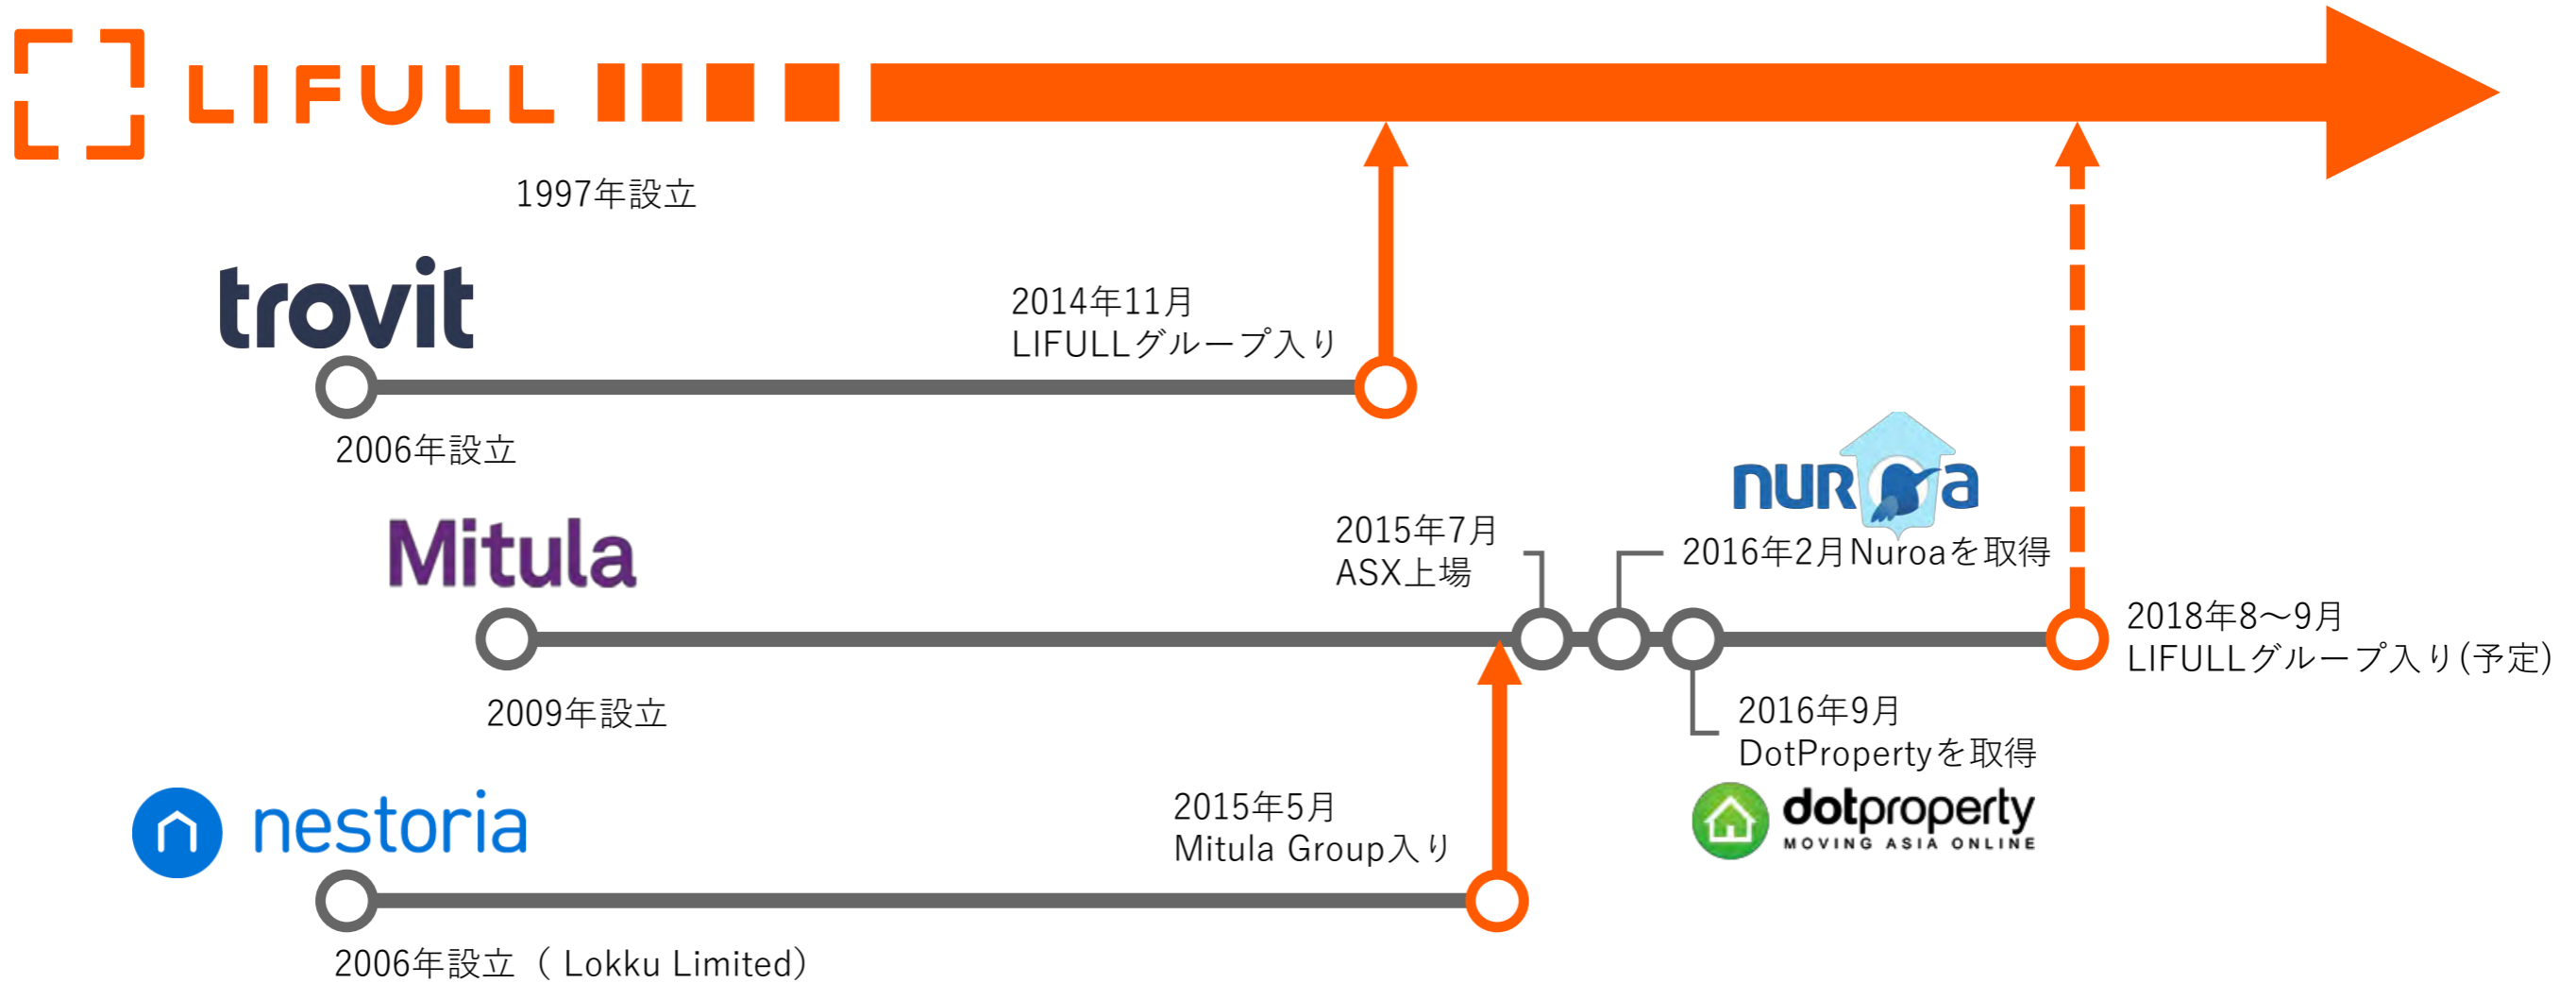 LIFULL
1997年設立
trovit
2014年11月
LIFULLグループ入り
2006年設立
nuroa
Mitula
2015年7月
ASX上場
2016年2月Nuroaを取得
2018年8～9月
LIFULLグループ入り(予定)
2009年設立
2016年9月
DotPropertyを取得
nestoria
2015年5月
Mitula Group入り
dotproperty
MOVING ASIA ONLINE
2006年設立（ Lokku Limited）